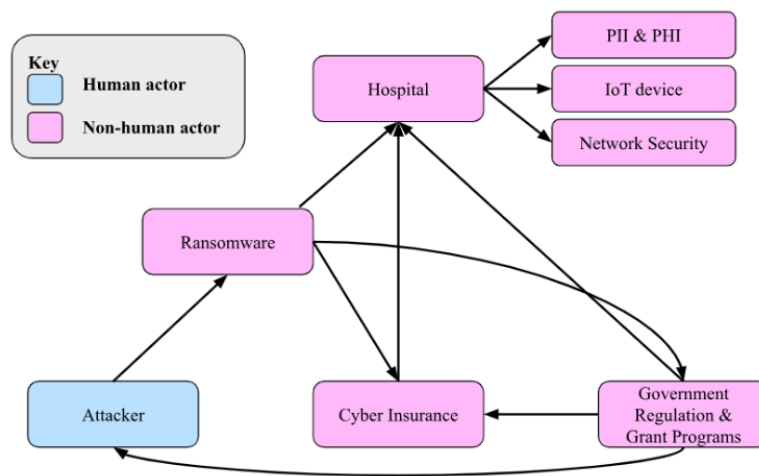 Key
Human actor
Non-human actor
Hospital
PII & PHI
IoT device
Network Security
Ransomware
Attacker
Cyber Insurance
Government
Regulation &
Grant Programs